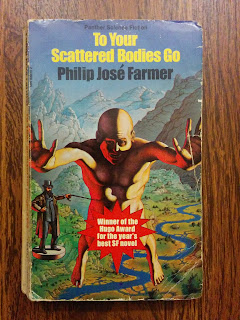 Panther Science Fiction
To Your
Scattered Bodies Go
Philip José Farmer
Winner of the
Hugo Award
for the year's
best SF novel